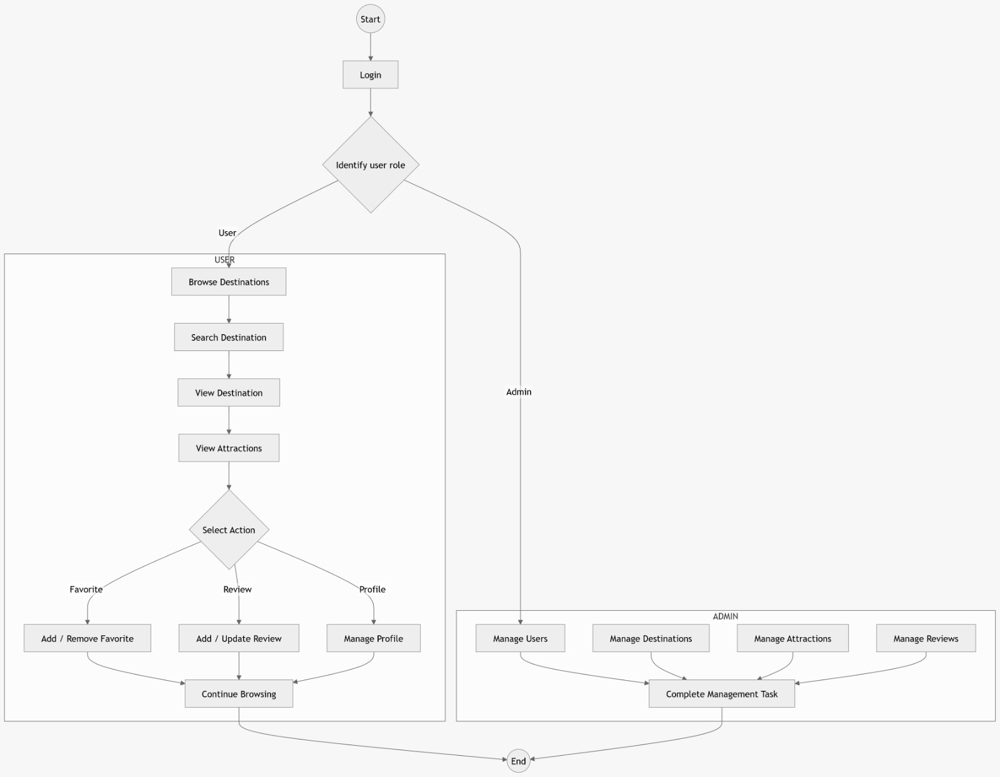 Start
Login
Identify user role
User
USER
Browse Destinations
Search Destination
View Destination
Admin
View Attractions
Select Action
Favorite
Review
Profile
ADMIN
Add / Remove Favorite
Add / Update Review
Manage Profile
Manage Users
Manage Destinations
Manage Attractions
Manage Reviews
Continue Browsing
Complete Management Task
End